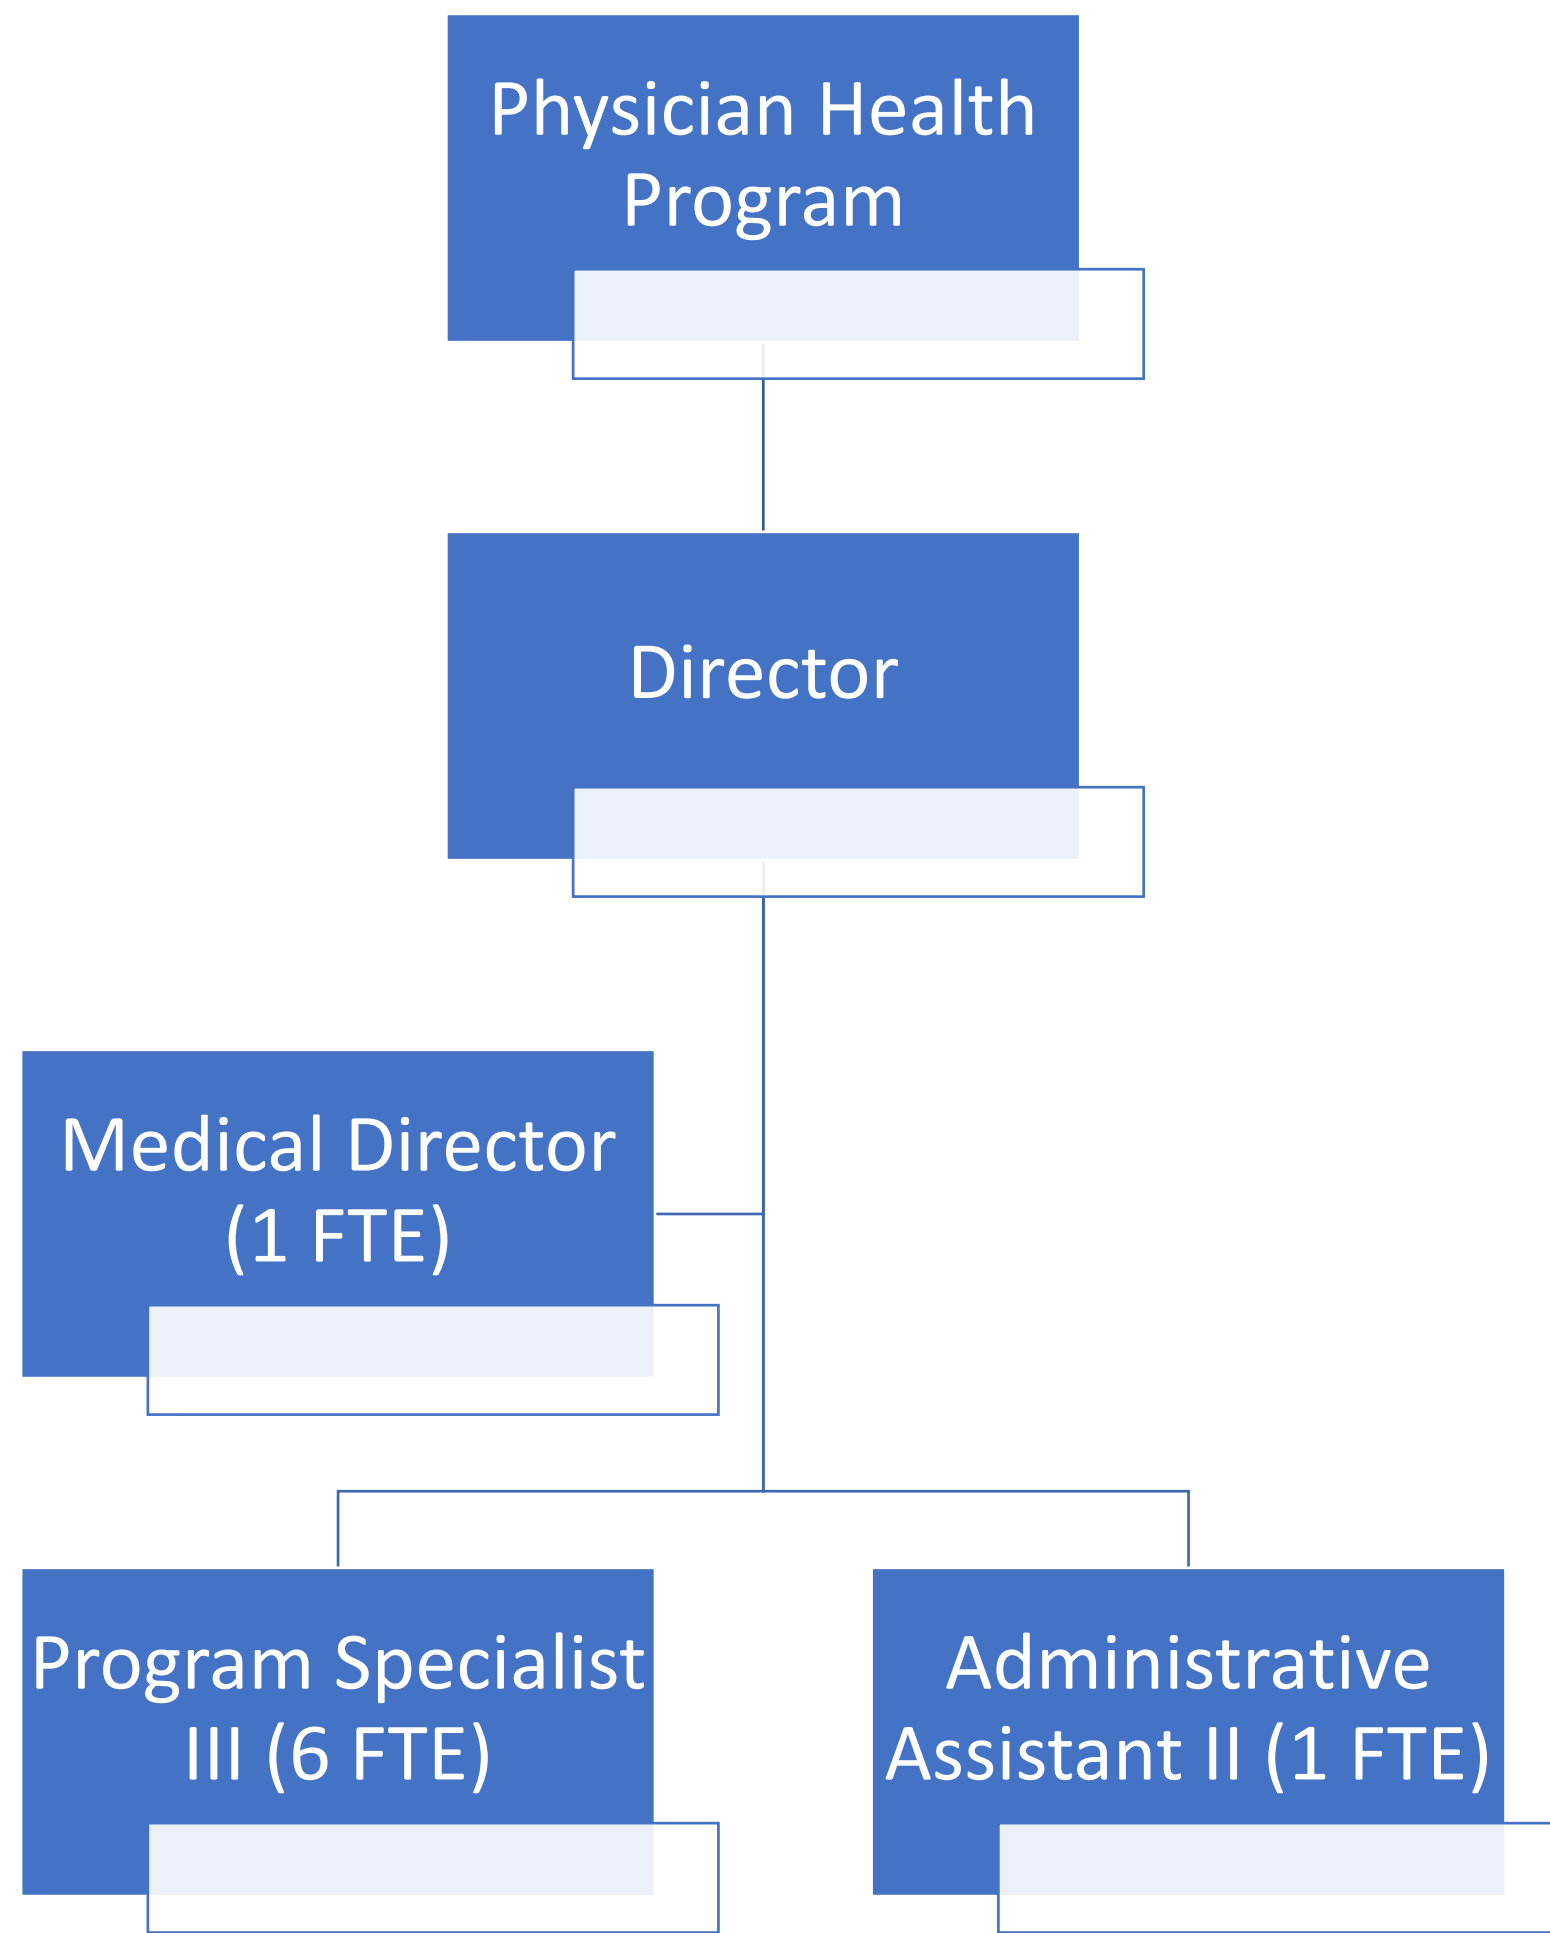 Physician Health
Program
Director
Medical Director
(1 FTE)
Program Specialist
III (6 FTE)
Administrative
Assistant II (1 FTE)